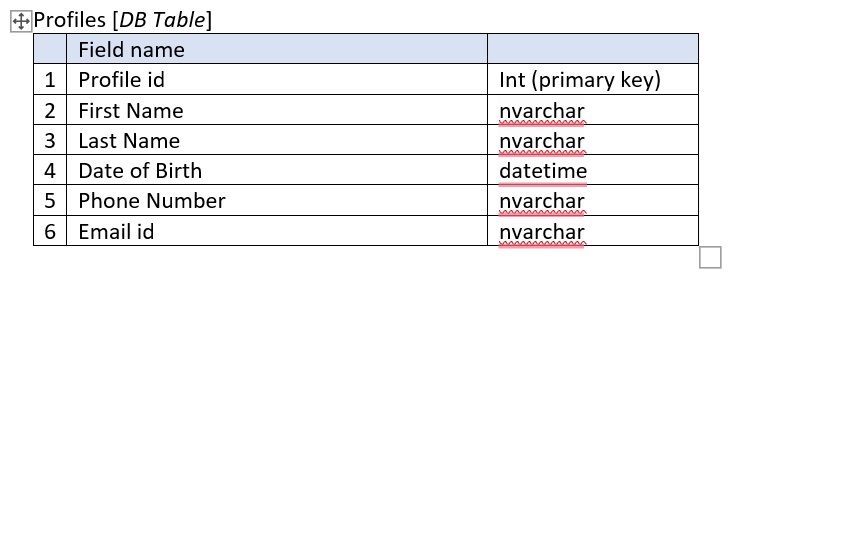 Profiles [DB Table]
Field name
1 Profile id Int (primary key)
2 First Name nvarchar
3 Last Name nvarchar
4 Date of Birth datetime
5 Phone Number nvarchar
6 Email id nvarchar